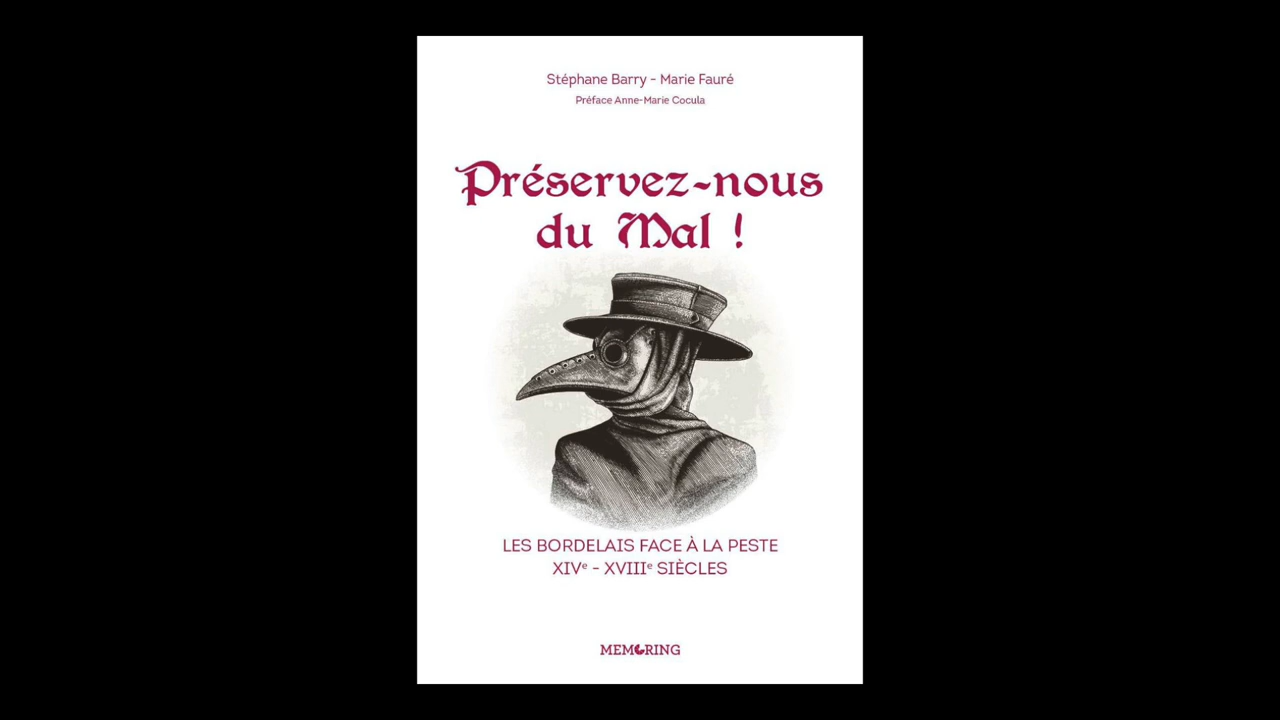 Stéphane Barry - Marie Fauré
Préface Anne-Marie Cocula
Préservez-nous
du Mal !
LES BORDELAIS FACE À LA PESTE
XIVᵉ - XVIIIᵉ SIÈCLES
MEMORING